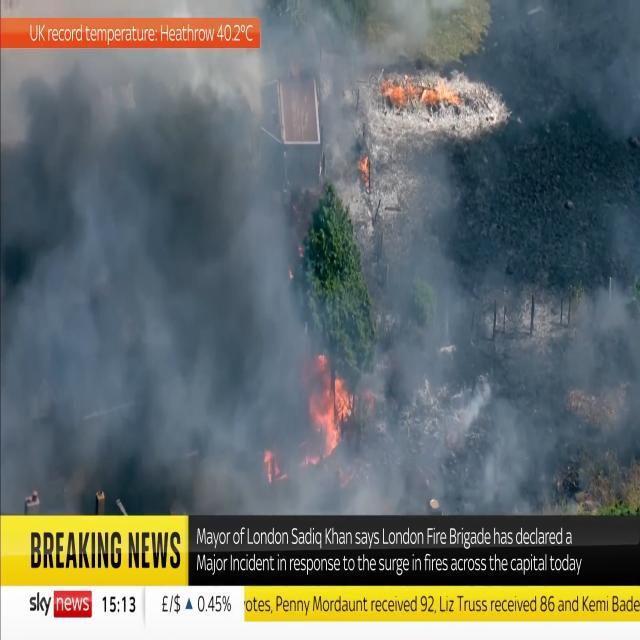 UK record temperature: Heathrow 40.2°C
BREAKING NEWS
Mayor of London Sadiq Khan says London Fire Brigade has declared a
Major Incident in response to the surge in fires across the capital today
sky news 15:13 £/$ ▲ 0.45% otes, Penny Mordaunt received 92, Liz Truss received 86 and Kemi Bade